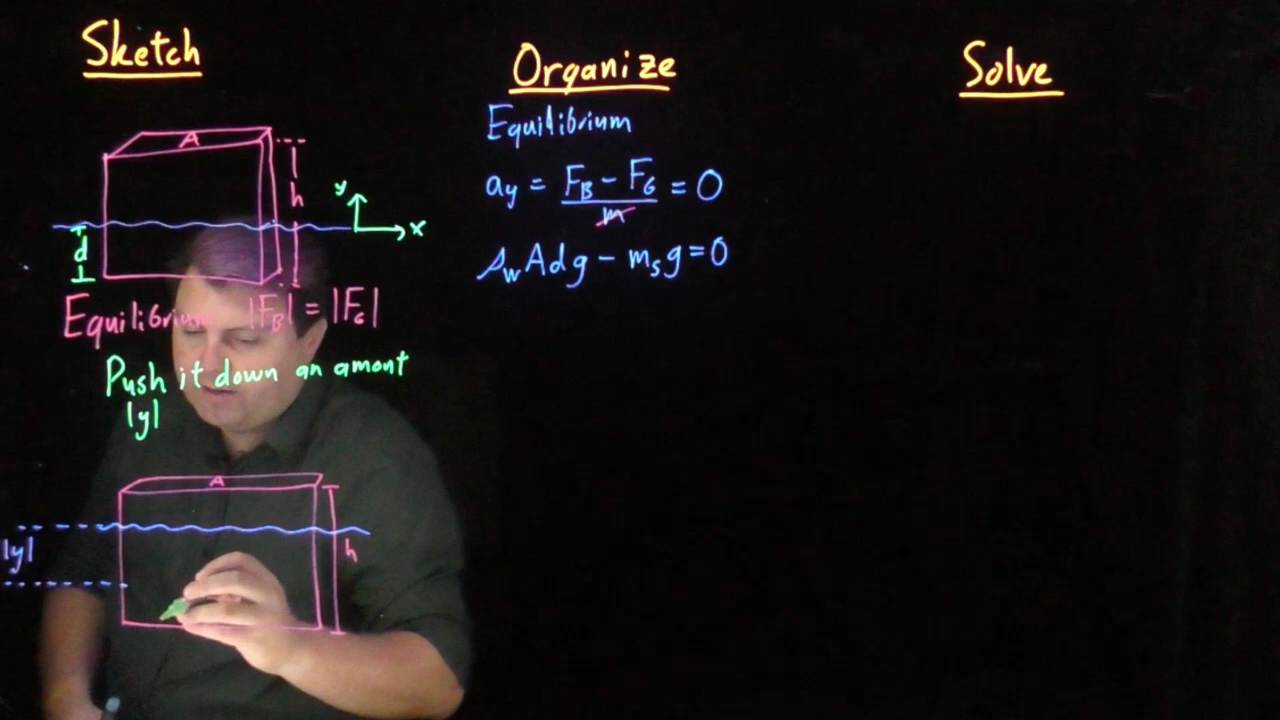 Sketch
A
h
y
x
d
Equilibrium |F_B| = |F_G|
Push it down an amont
|y|
A
|y|
h
Organize
Equilibrium
a_y = F_B - F_G / m = 0
ρ_w A d g - m_s g = 0
Solve